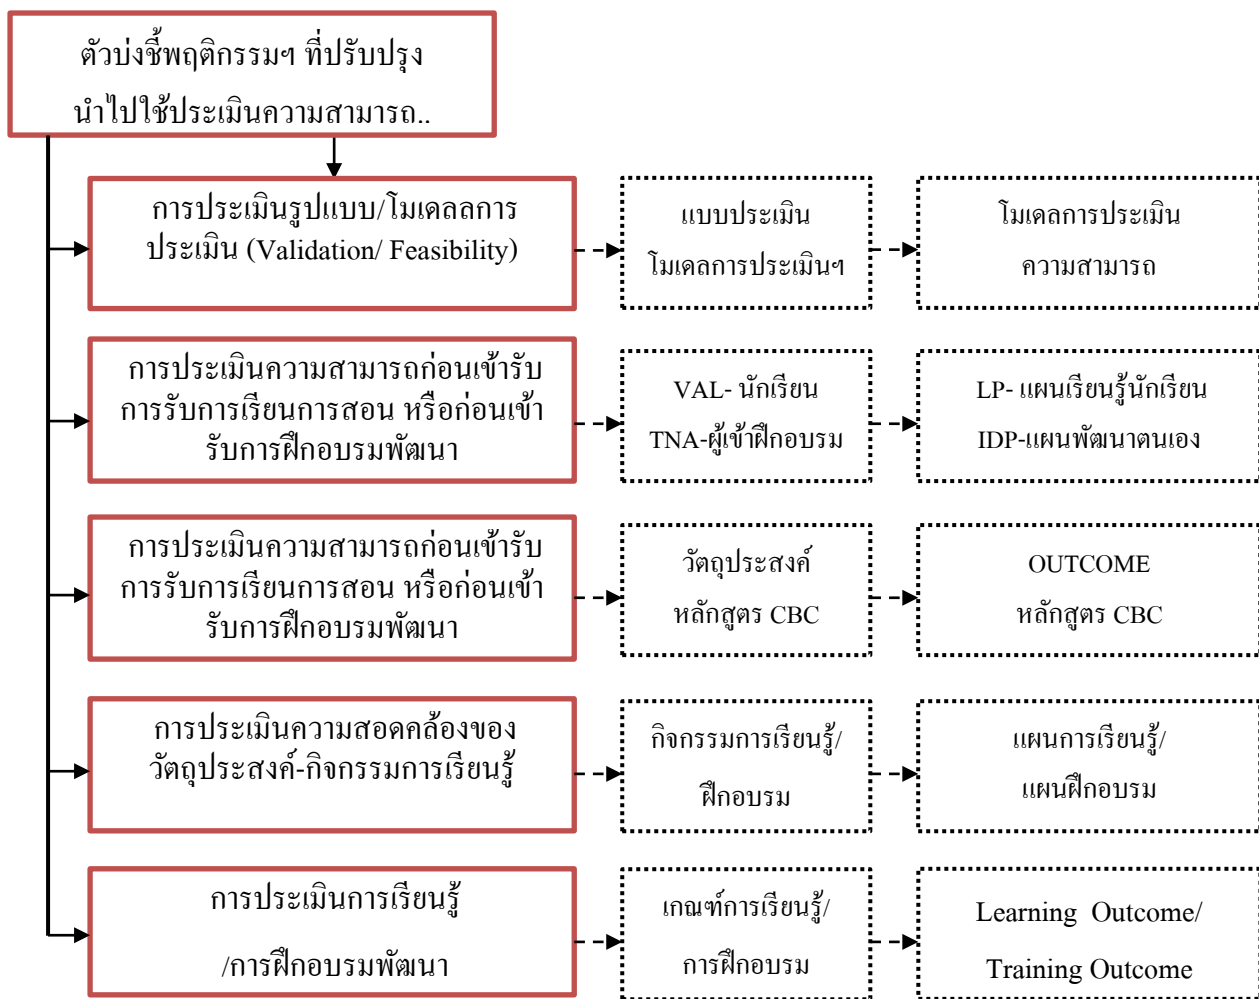 ตัวบ่งชี้พฤติกรรมฯ ที่ปรับปรุง
นำไปใช้ประเมินความสามารถ..
การประเมินรูปแบบ/โมเดลลการ
ประเมิน (Validation/ Feasibility)
แบบประเมิน
โมเดลการประเมินฯ
โมเดลการประเมิน
ความสามารถ
การประเมินความสามารถก่อนเข้ารับ
การรับการเรียนการสอน หรือก่อนเข้า
รับการฝึกอบรมพัฒนา
VAL- นักเรียน
TNA-ผู้เข้าฝึกอบรม
LP- แผนเรียนรู้นักเรียน
IDP-แผนพัฒนาตนเอง
การประเมินความสามารถก่อนเข้ารับ
การรับการเรียนการสอน หรือก่อนเข้า
รับการฝึกอบรมพัฒนา
วัตถุประสงค์
หลักสูตร CBC
OUTCOME
หลักสูตร CBC
การประเมินความสอดคล้องของ
วัตถุประสงค์-กิจกรรมการเรียนรู้
กิจกรรมการเรียนรู้/
ฝึกอบรม
แผนการเรียนรู้/
แผนฝึกอบรม
การประเมินการเรียนรู้
/การฝึกอบรมพัฒนา
เกณฑ์การเรียนรู้/
การฝึกอบรม
Learning Outcome/
Training Outcome